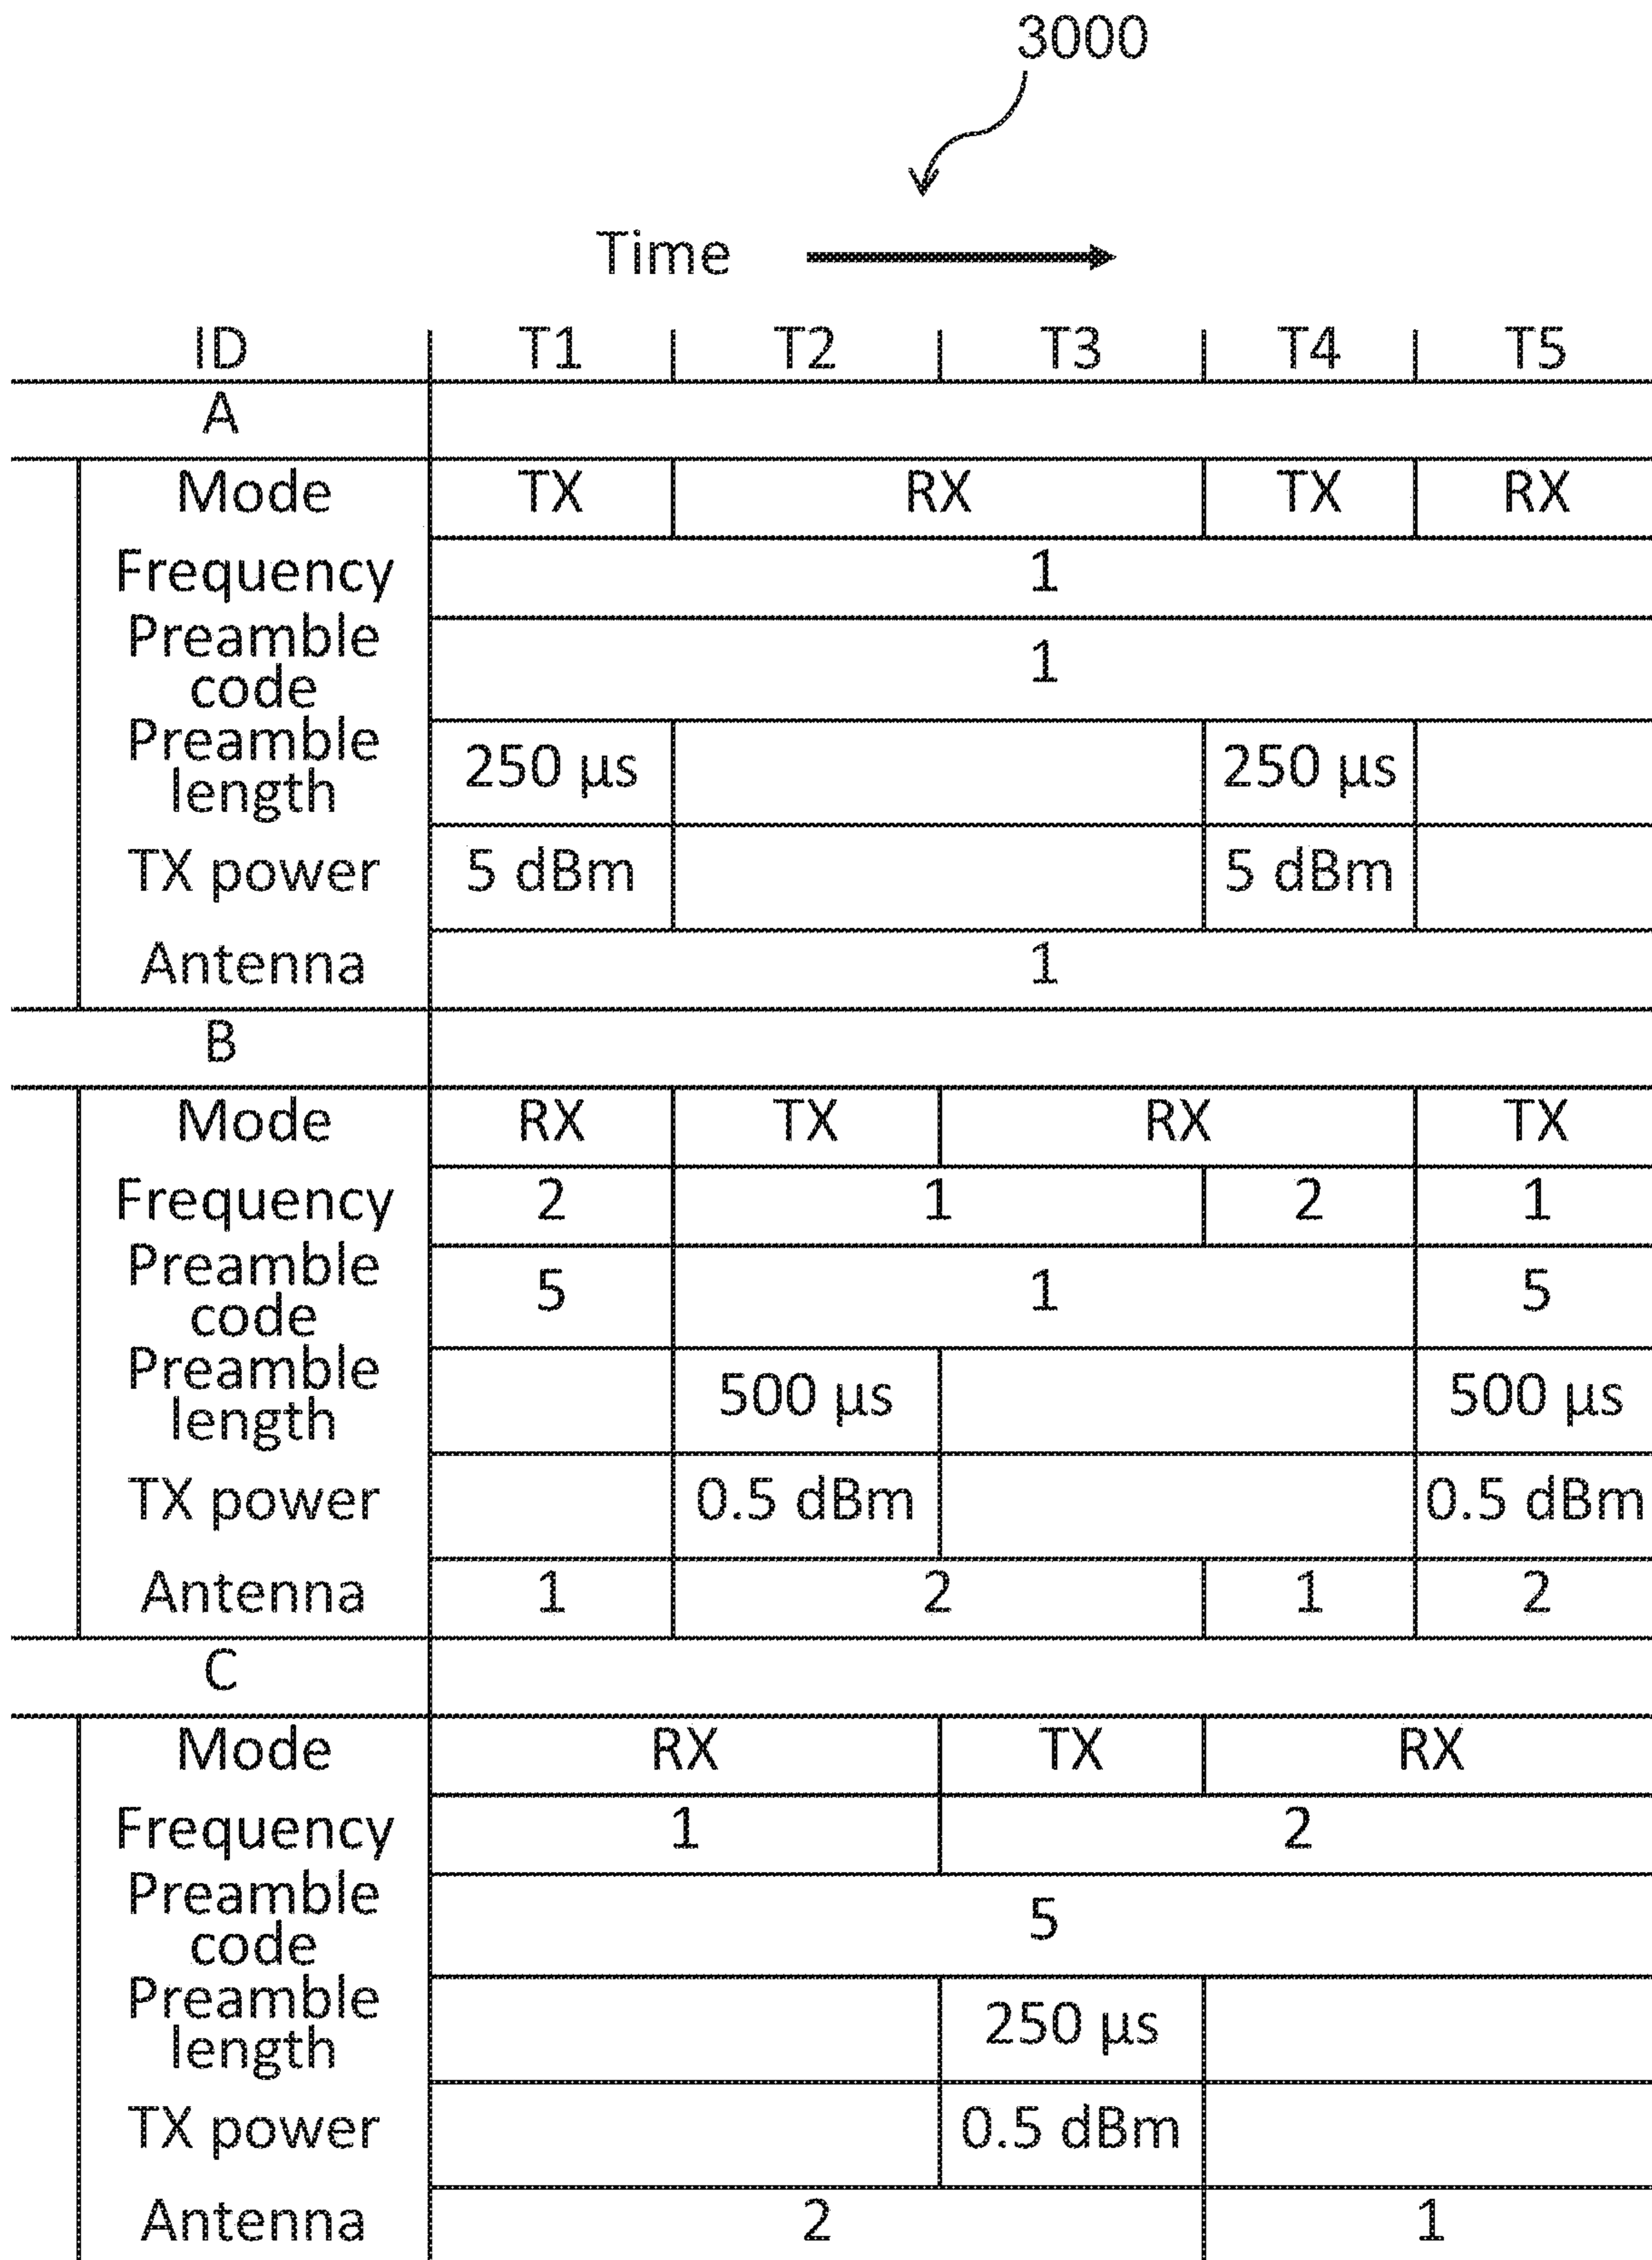 3000
Time
ID T1 T2 T3 T4 T5
A
Mode TX RX TX RX
Frequency 1
Preamble
code 1
Preamble
length 250 µs 250 µs
TX power 5 dBm 5 dBm
Antenna 1
B
Mode RX TX RX TX
Frequency 2 1 2 1
Preamble
code 5 1 5
Preamble
length 500 µs 500 µs
TX power 0.5 dBm 0.5 dBm
Antenna 1 2 1 2
C
Mode RX TX RX
Frequency 1 2
Preamble
code 5
Preamble
length 250 µs
TX power 0.5 dBm
Antenna 2 1